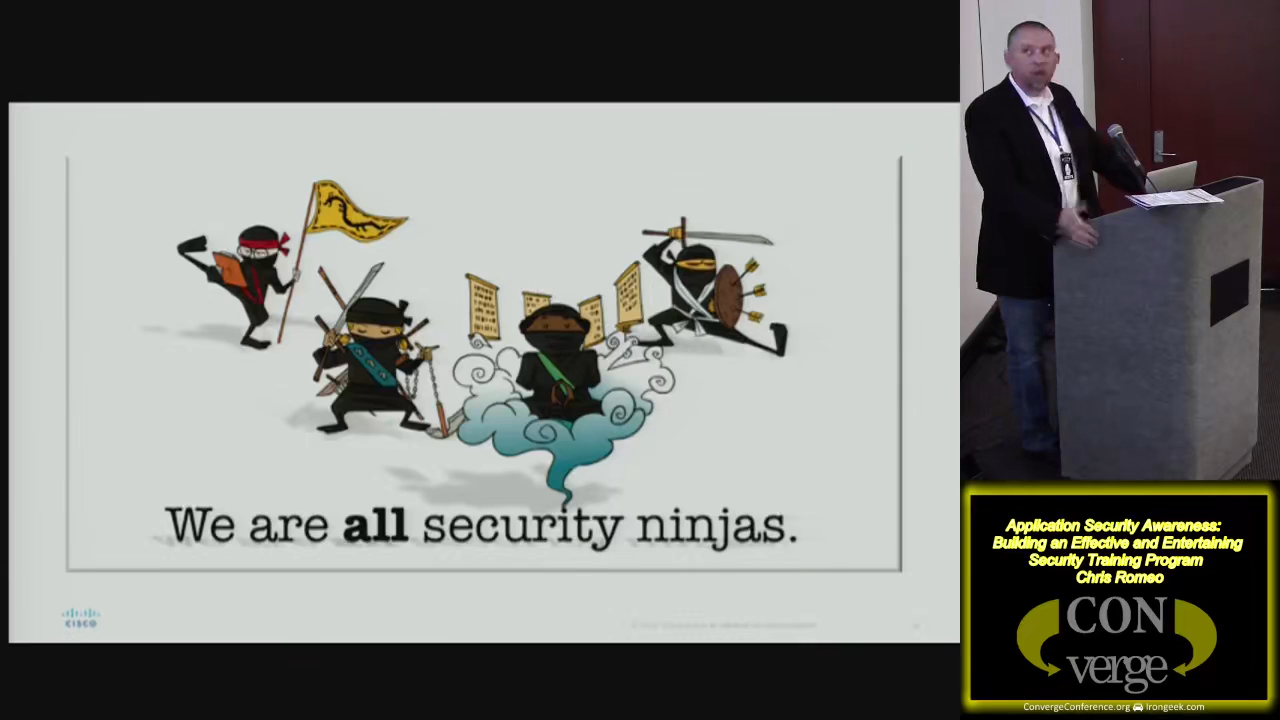 We are all security ninjas.
CISCO
Application Security Awareness:
Building an Effective and Entertaining
Security Training Program
Chris Romeo
CON
verge
ConvergeConference.org Irongeek.com